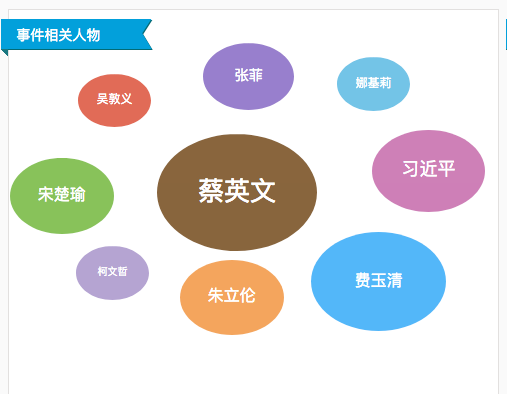 事件相关人物
张菲
娜基莉
吴敦义
习近平
蔡英文
宋楚瑜
柯文哲
费玉清
朱立伦